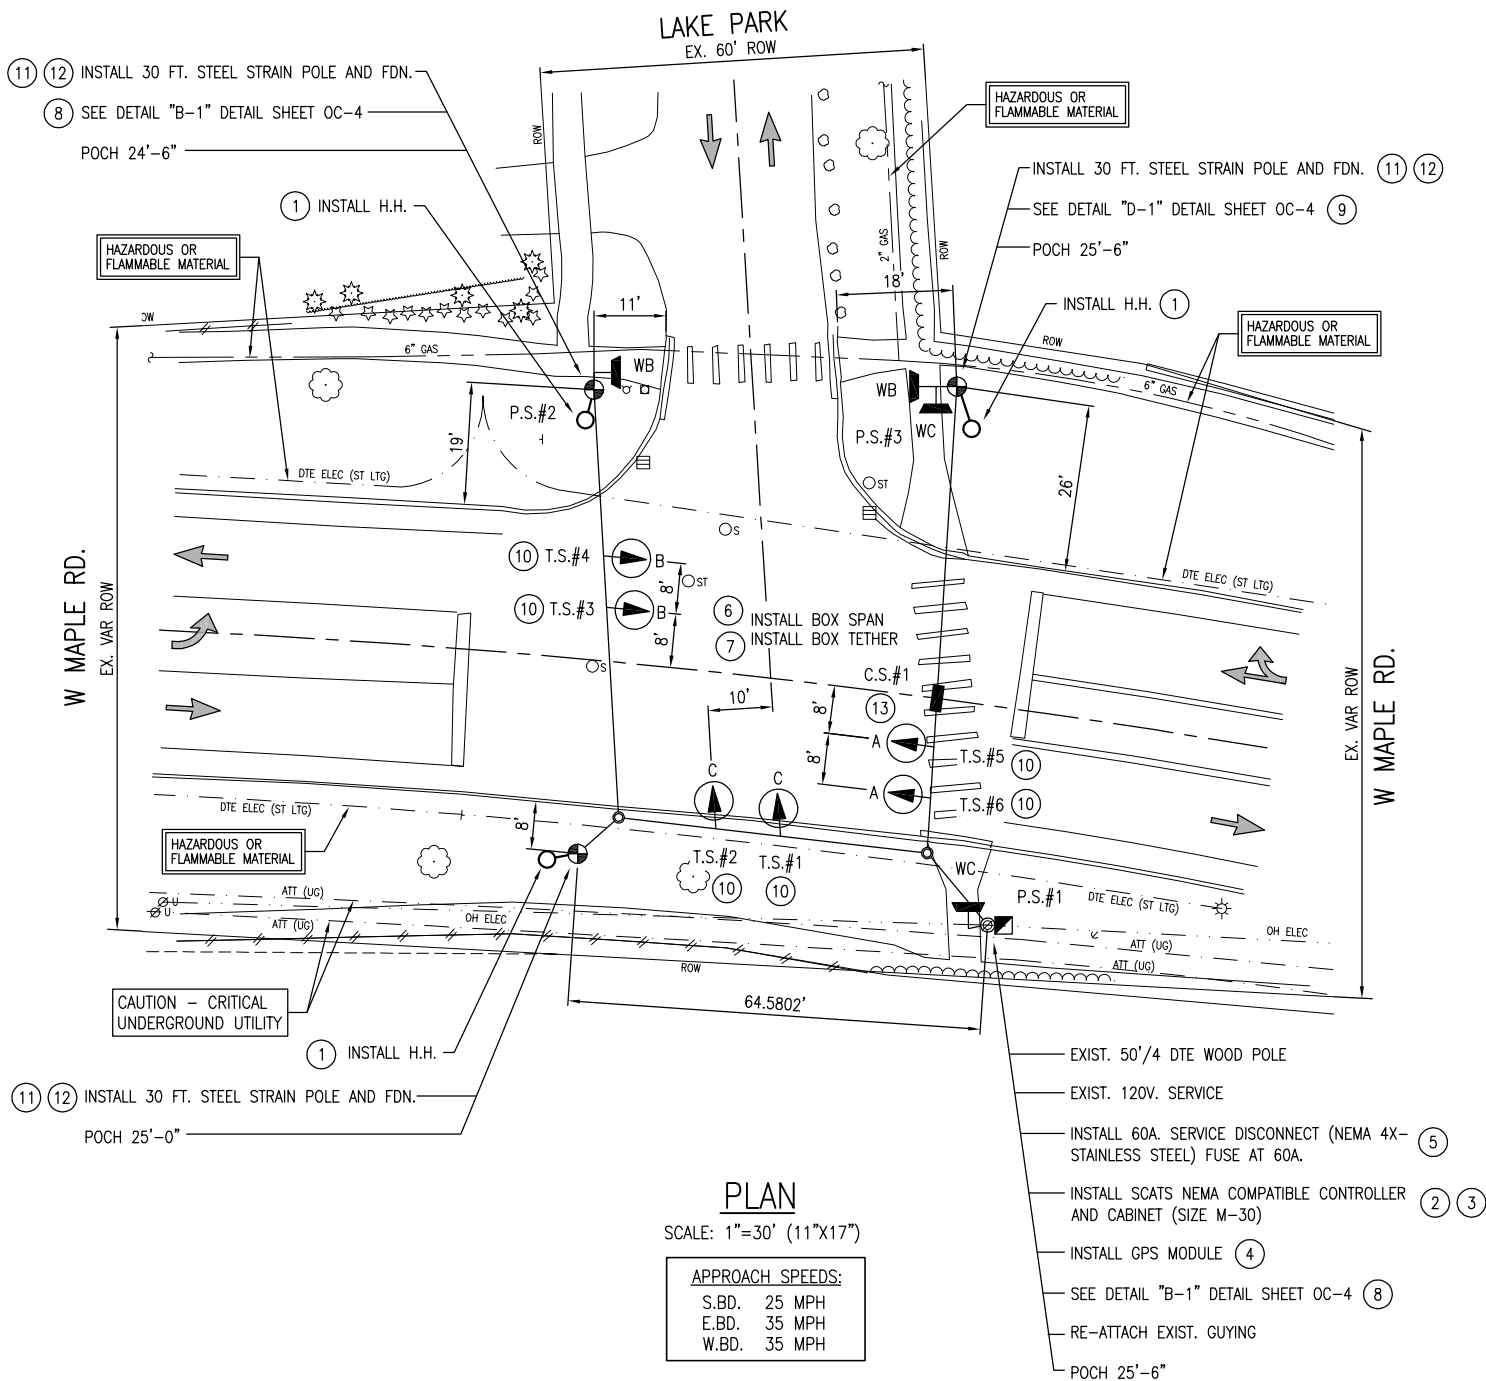 LAKE PARK
EX. 60' ROW
11 12 INSTALL 30 FT. STEEL STRAIN POLE AND FDN.
8 SEE DETAIL "B-1" DETAIL SHEET OC-4
POCH 24'-6"
1 INSTALL H.H.
HAZARDOUS OR
FLAMMABLE MATERIAL
ROW
HAZARDOUS OR
FLAMMABLE MATERIAL
INSTALL 30 FT. STEEL STRAIN POLE AND FDN. 11 12
SEE DETAIL "D-1" DETAIL SHEET OC-4 9
POCH 25'-6"
INSTALL H.H. 1
HAZARDOUS OR
FLAMMABLE MATERIAL
2" GAS
ROW
18'
11'
6" GAS
WB
P.S.#2
19'
DTE ELEC (ST LTG)
WB
WC
P.S.#3
ROW
6" GAS
26'
ST
S
DTE ELEC (ST LTG)
W MAPLE RD.
EX. VAR ROW
10 T.S.#4
B
8'
ST
10 T.S.#3
B
8'
S
6 INSTALL BOX SPAN
7 INSTALL BOX TETHER
C.S.#1
13
10'
8'
8'
A
T.S.#5 10
A
T.S.#6 10
EX. VAR ROW
W MAPLE RD.
C
C
DTE ELEC (ST LTG)
8'
HAZARDOUS OR
FLAMMABLE MATERIAL
T.S.#2
10
T.S.#1
10
WC
P.S.#1
DTE ELEC (ST LTG)
ATT (UG)
U
U
ATT (UG)
OH ELEC
OH ELEC
ATT (UG)
ATT (UG)
ROW
64.5802'
CAUTION - CRITICAL
UNDERGROUND UTILITY
1 INSTALL H.H.
11 12 INSTALL 30 FT. STEEL STRAIN POLE AND FDN.
POCH 25'-0"
EXIST. 50'/4 DTE WOOD POLE
EXIST. 120V. SERVICE
INSTALL 60A. SERVICE DISCONNECT (NEMA 4X-
STAINLESS STEEL) FUSE AT 60A. 5
INSTALL SCATS NEMA COMPATIBLE CONTROLLER
AND CABINET (SIZE M-30) 2 3
INSTALL GPS MODULE 4
SEE DETAIL "B-1" DETAIL SHEET OC-4 8
RE-ATTACH EXIST. GUYING
POCH 25'-6"
PLAN
SCALE: 1"=30' (11"X17")
APPROACH SPEEDS:
S.BD. 25 MPH
E.BD. 35 MPH
W.BD. 35 MPH